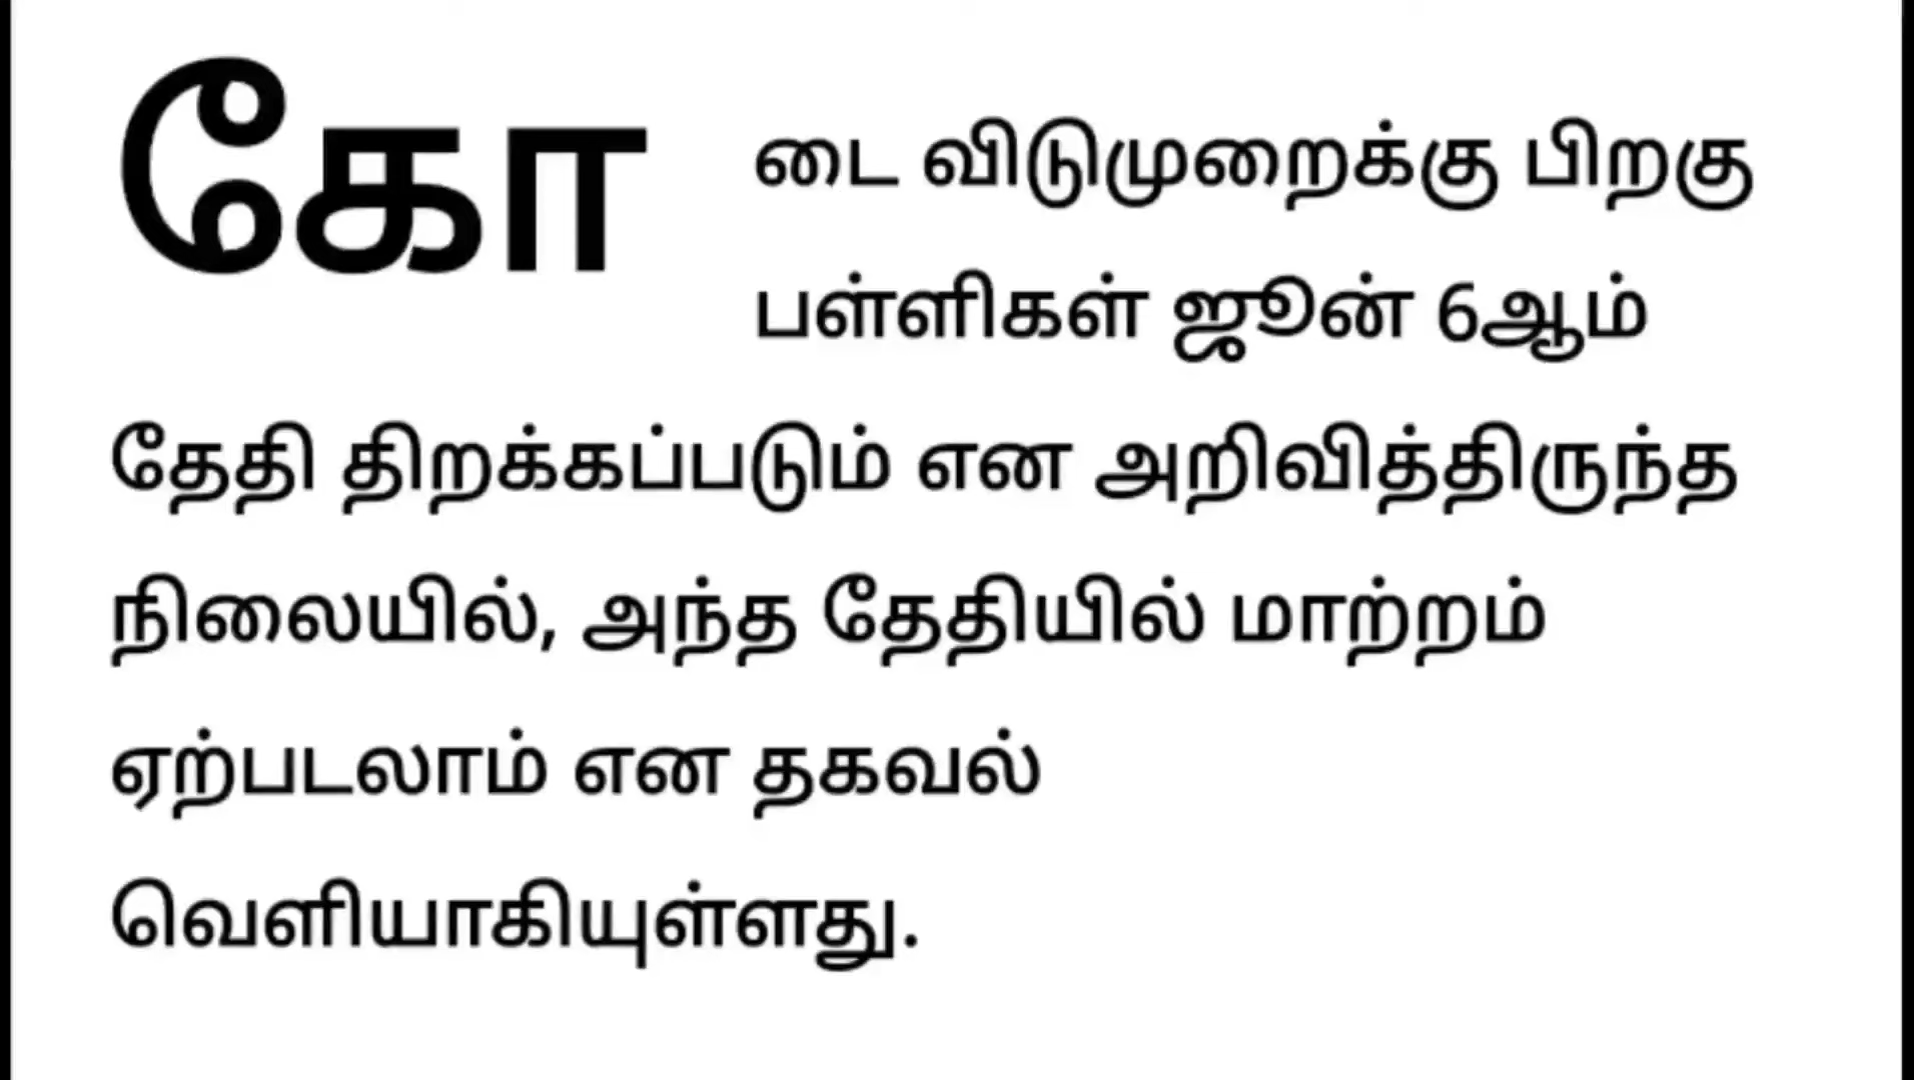 கோடை விடுமுறைக்கு பிறகு
பள்ளிகள் ஜூன் 6ஆம்
தேதி திறக்கப்படும் என அறிவித்திருந்த
நிலையில், அந்த தேதியில் மாற்றம்
ஏற்படலாம் என தகவல்
வெளியாகியுள்ளது.